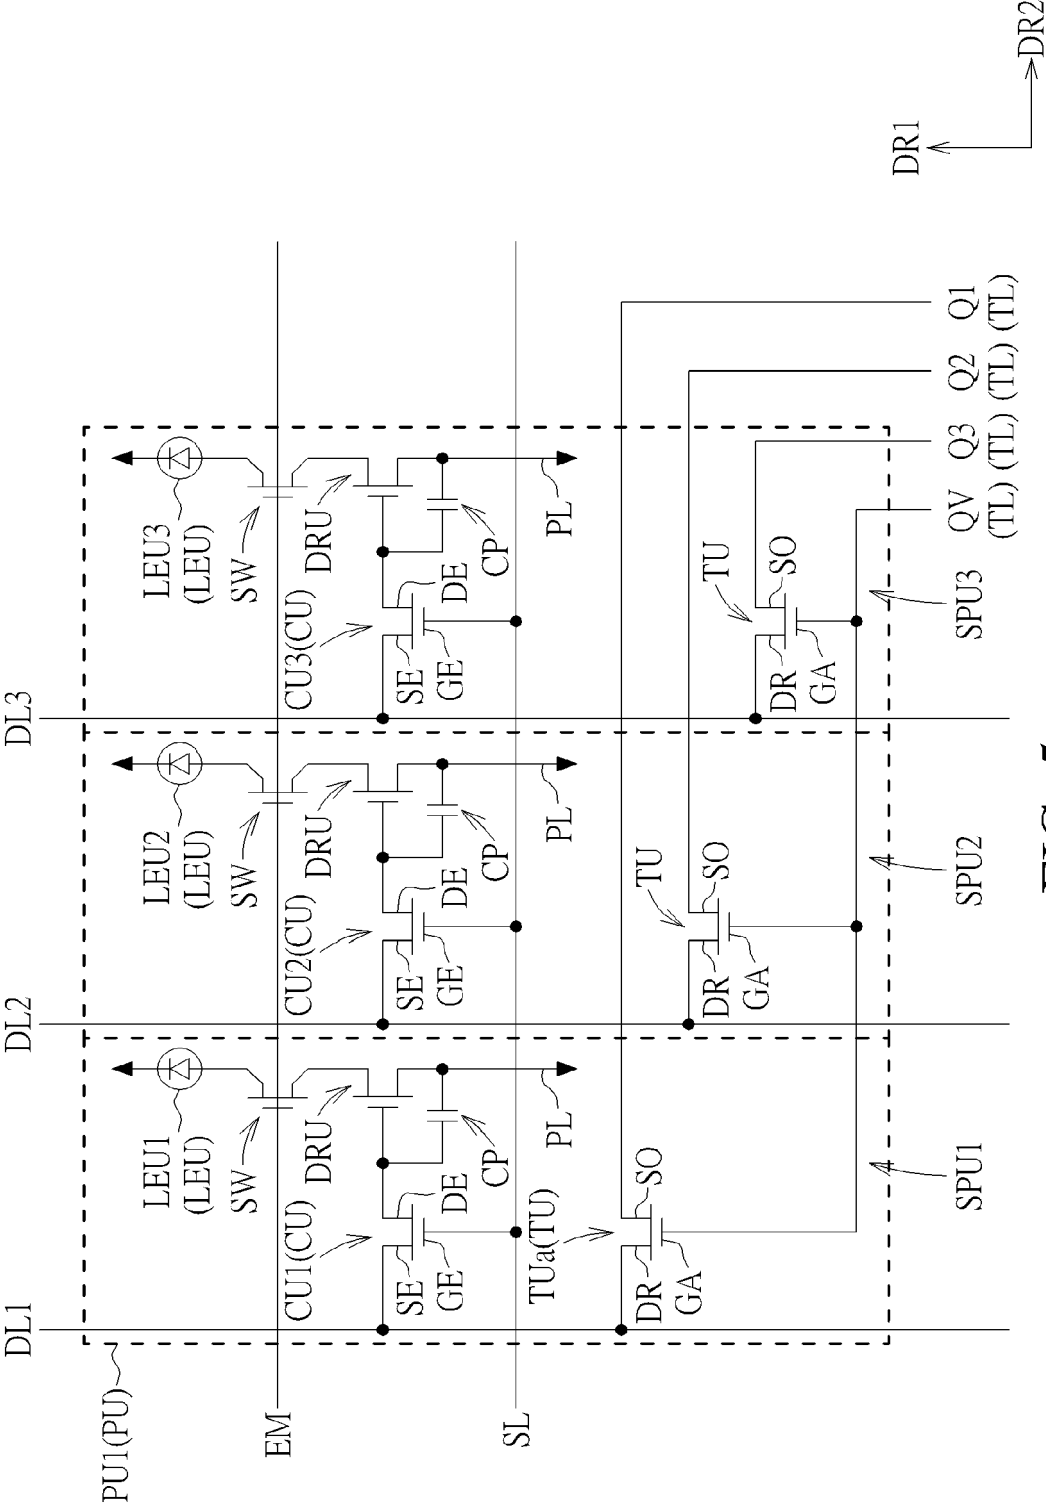 PU1(PU)
DL1
DL2
DL3
EM
SL
LEU1
(LEU)
SW
DRU
CU1(CU)
SE
GE
DE
CP
PL
TUa(TU)
DR
GA
SO
SPU1
LEU2
(LEU)
SW
DRU
CU2(CU)
SE
GE
DE
CP
PL
TU
DR
GA
SO
SPU2
LEU3
(LEU)
SW
DRU
CU3(CU)
SE
GE
DE
CP
PL
TU
DR
GA
SO
SPU3
QV
(TL)
Q3
(TL)
Q2
(TL)
Q1
(TL)
DR1
DR2